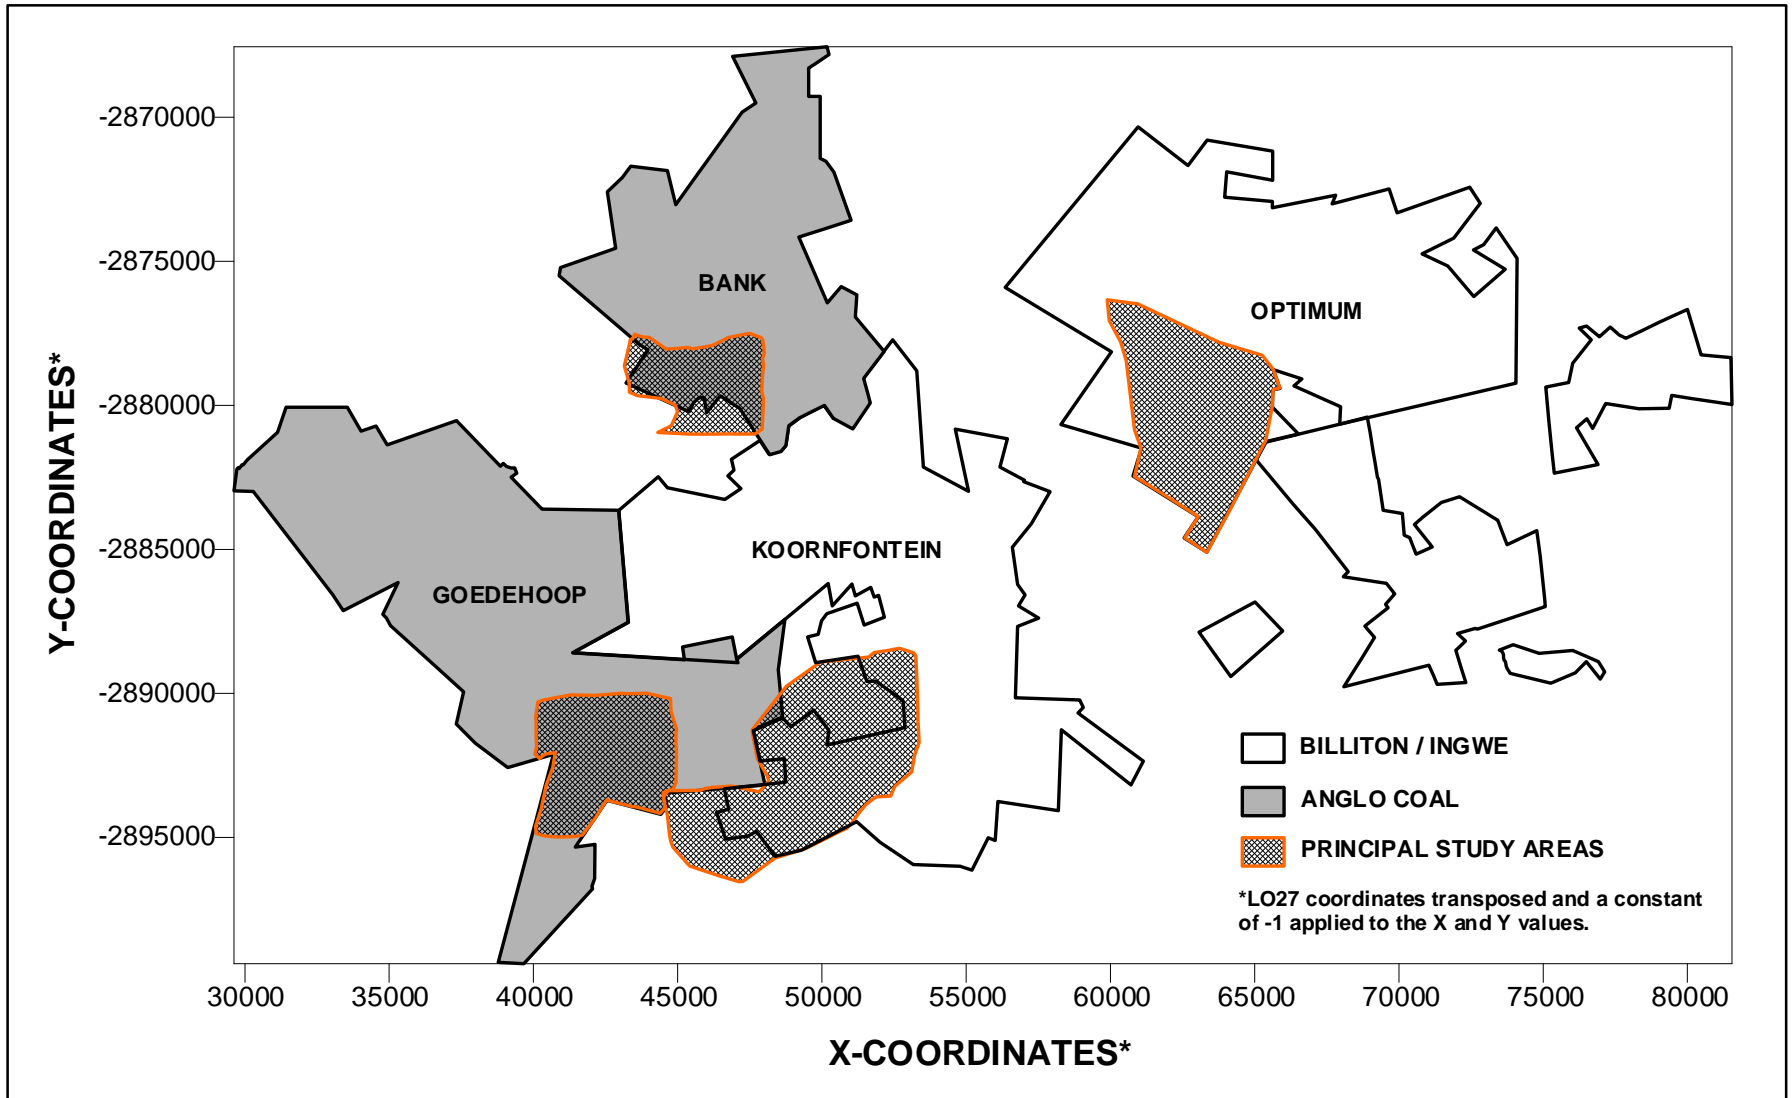 -2870000
-2875000
-2880000
-2885000
-2890000
-2895000
Y-COORDINATES*
BANK
OPTIMUM
KOORNFONTEIN
GOEDEHOOP
BILLITON / INGWE
ANGLO COAL
PRINCIPAL STUDY AREAS
*LO27 coordinates transposed and a constant
of -1 applied to the X and Y values.
30000 35000 40000 45000 50000 55000 60000 65000 70000 75000 80000
X-COORDINATES*